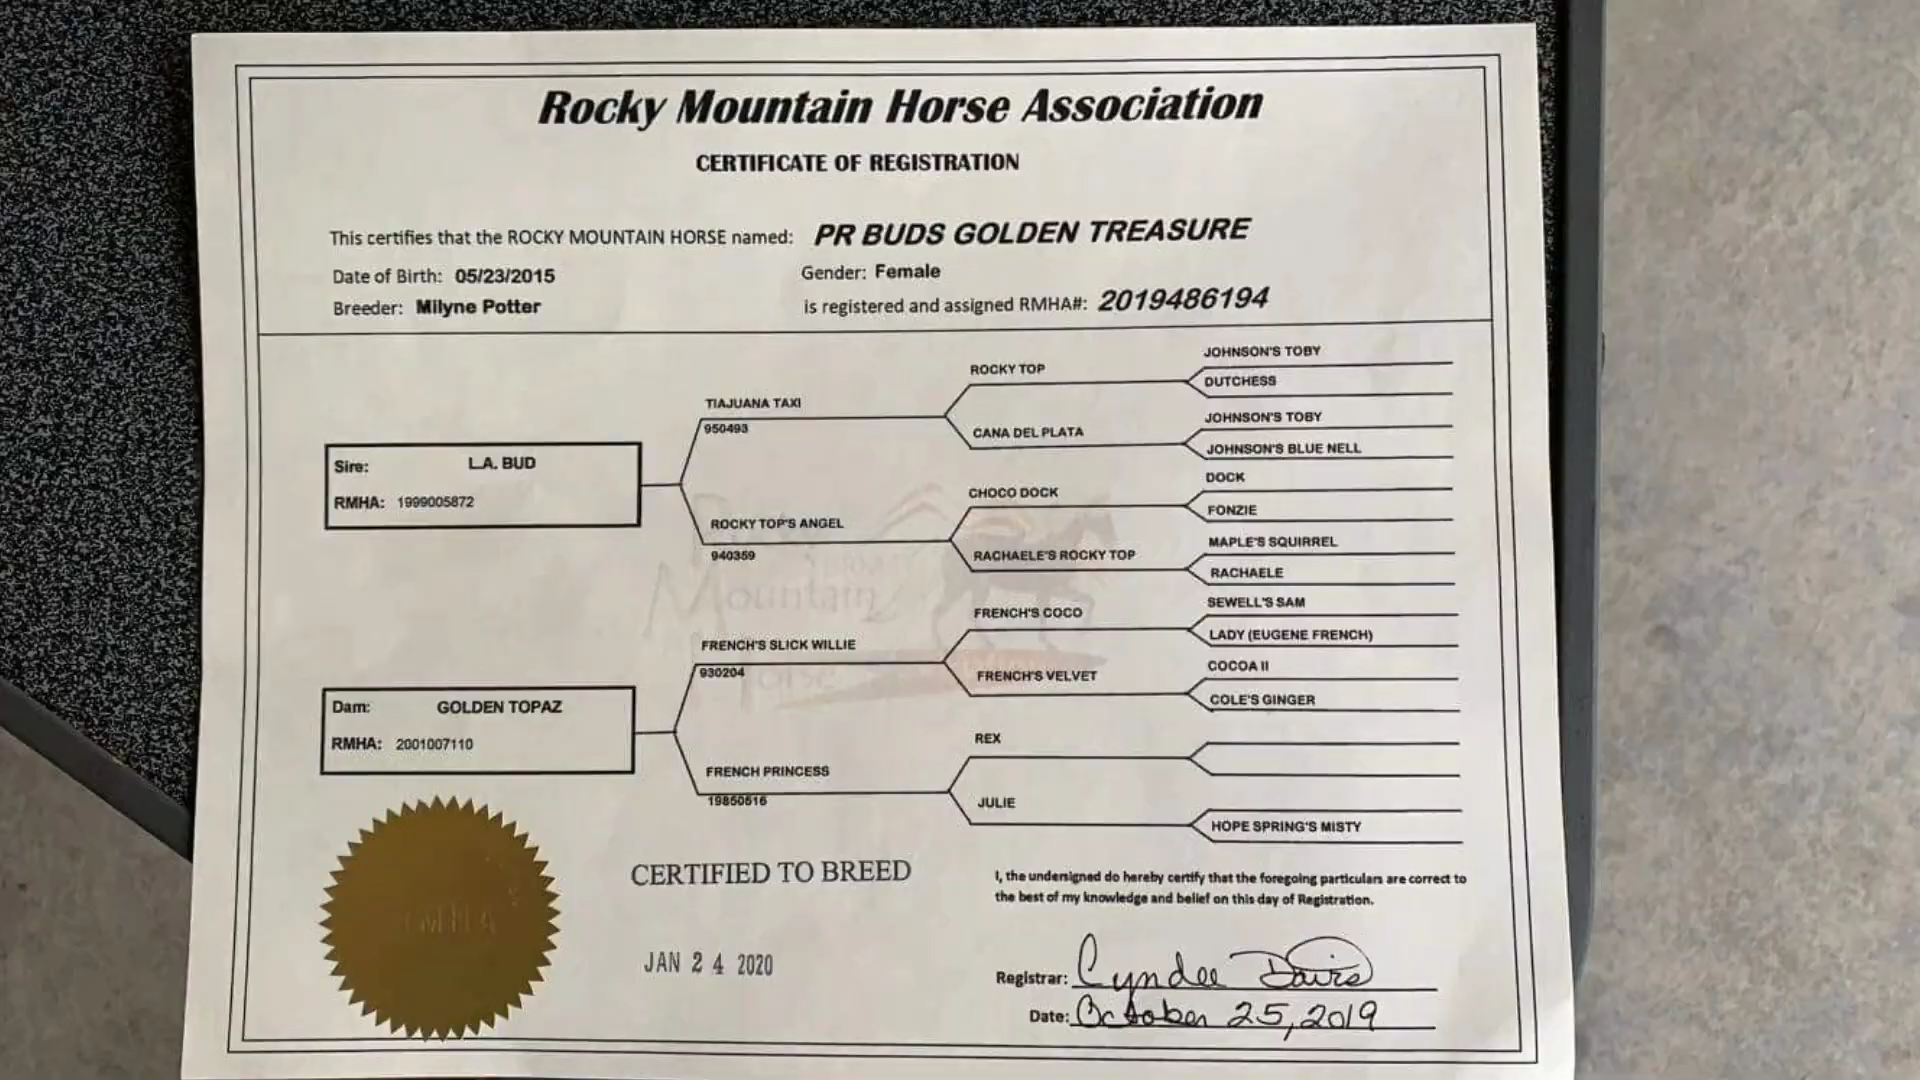 Rocky Mountain Horse Association
CERTIFICATE OF REGISTRATION
This certifies that the ROCKY MOUNTAIN HORSE named: PR BUDS GOLDEN TREASURE
Date of Birth: 05/23/2015 Gender: Female
Breeder: Milyne Potter is registered and assigned RMHA#: 2019486194
JOHNSON'S TOBY
ROCKY TOP
DUTCHESS
TIAJUANA TAXI
950493
JOHNSON'S TOBY
CANA DEL PLATA
JOHNSON'S BLUE NELL
Sire: L.A. BUD
RMHA: 1999005872
DOCK
CHOCO DOCK
FONZIE
ROCKY TOP'S ANGEL
940359
MAPLE'S SQUIRREL
RACHAELE'S ROCKY TOP
RACHAELE
SEWELL'S SAM
FRENCH'S COCO
LADY (EUGENE FRENCH)
FRENCH'S SLICK WILLIE
930204
COCOA II
FRENCH'S VELVET
COLE'S GINGER
Dam: GOLDEN TOPAZ
RMHA: 2001007110
REX
FRENCH PRINCESS
19850516
JULIE
HOPE SPRING'S MISTY
Mountain
Horse
CERTIFIED TO BREED
JAN 24 2020
I, the undersigned do hereby certify that the foregoing particulars are correct to
the best of my knowledge and belief on this day of Registration.
Registrar: Cyndee Davis
Date: October 25, 2019